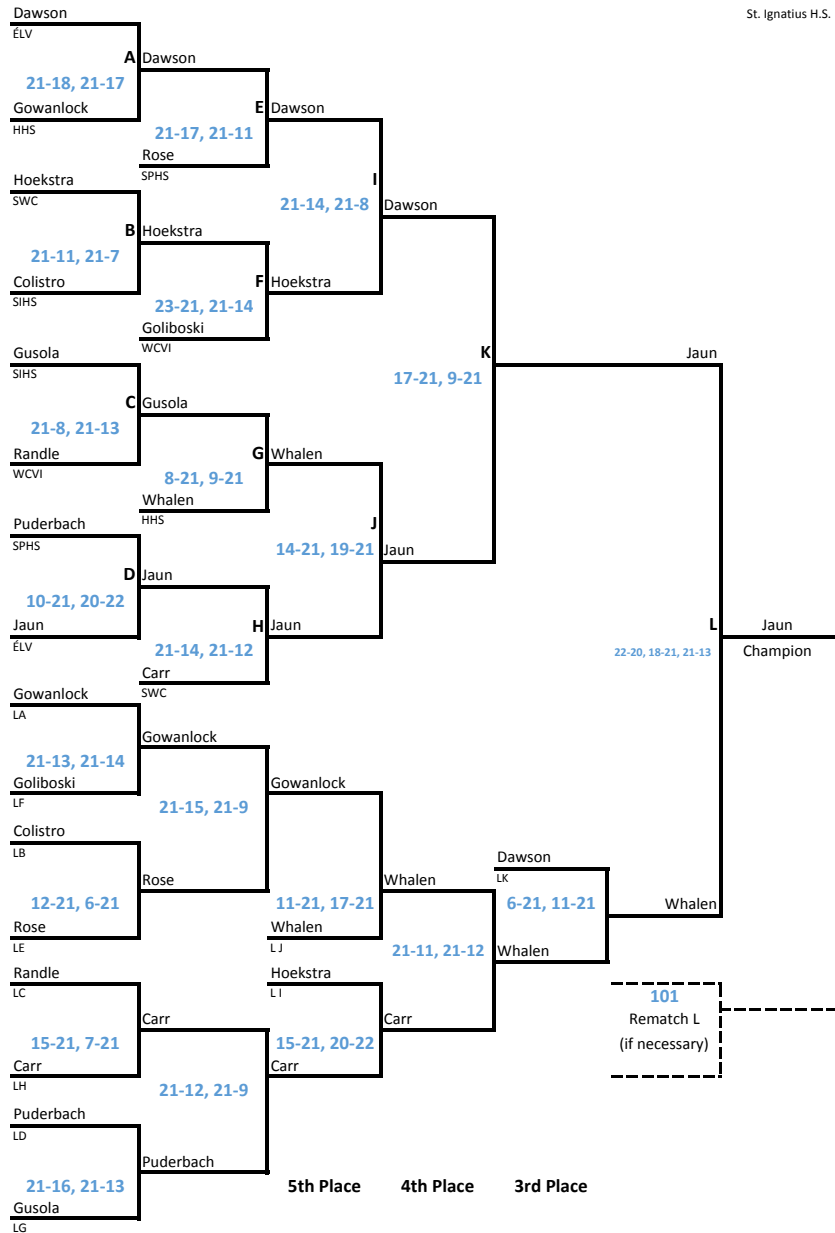 Dawson
St. Ignatius H.S.
ÉLV
A Dawson
21-18, 21-17
Gowanlock
E Dawson
HHS
21-17, 21-11
Rose
SPHS
Hoekstra
I
SWC
21-14, 21-8
Dawson
B Hoekstra
21-11, 21-7
Colistro
F Hoekstra
SIHS
23-21, 21-14
Goliboski
WCVI
Gusola
K
Jaun
SIHS
17-21, 9-21
C Gusola
21-8, 21-13
Randle
G Whalen
WCVI
8-21, 9-21
Whalen
HHS
Puderbach
J
SPHS
14-21, 19-21
Jaun
D Jaun
10-21, 20-22
Jaun
H Jaun
L
Jaun
ÉLV
21-14, 21-12
22-20, 18-21, 21-13
Champion
Carr
SWC
Gowanlock
LA
Gowanlock
21-13, 21-14
Goliboski
Gowanlock
LF
21-15, 21-9
Colistro
LB
Dawson
LK
Rose
Whalen
12-21, 6-21
11-21, 17-21
6-21, 11-21
Whalen
Rose
Whalen
LE
L J
21-11, 21-12
Whalen
Randle
Hoekstra
LC
L I
101
Carr
Carr
Rematch L
15-21, 7-21
15-21, 20-22
(if necessary)
Carr
Carr
LH
21-12, 21-9
Puderbach
LD
Puderbach
21-16, 21-13
5th Place
4th Place
3rd Place
Gusola
LG